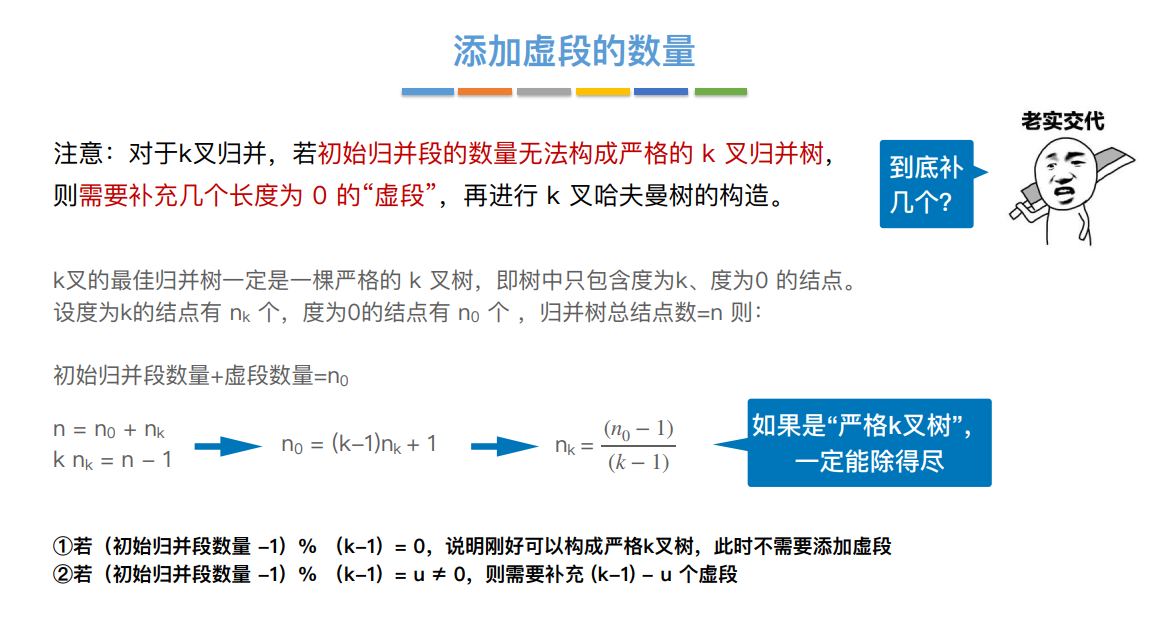 添加虚段的数量
注意：对于k叉归并，若初始归并段的数量无法构成严格的 k 叉归并树，
则需要补充几个长度为 0 的“虚段”，再进行 k 叉哈夫曼树的构造。
到底补
几个？
老实交代
k叉的最佳归并树一定是一棵严格的 k 叉树，即树中只包含度为k、度为0 的结点。
设度为k的结点有 nₖ 个，度为0的结点有 n₀ 个 ，归并树总结点数=n 则：
初始归并段数量+虚段数量=n₀
n = n₀ + nₖ
k nₖ = n − 1
n₀ = (k−1)nₖ + 1
nₖ = (n₀ − 1) / (k − 1)
如果是“严格k叉树”，
一定能除得尽
①若（初始归并段数量 −1）% （k−1）= 0，说明刚好可以构成严格k叉树，此时不需要添加虚段
②若（初始归并段数量 −1）% （k−1）= u ≠ 0，则需要补充 (k−1) − u 个虚段